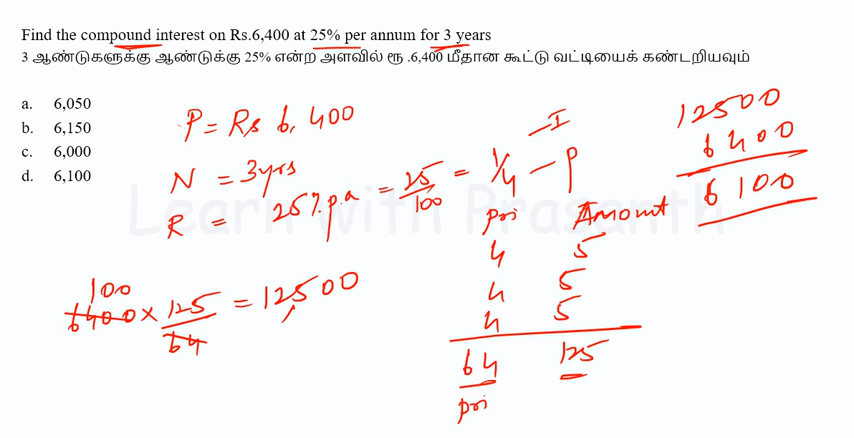 Find the compound interest on Rs.6,400 at 25% per annum for 3 years
3 ஆண்டுகளுக்கு ஆண்டுக்கு 25% என்ற அளவில் ரூ .6,400 மீதான கூட்டு வட்டியைக் கண்டறியவும்
a. 6,050
b. 6,150
c. 6,000
d. 6,100
P = Rs 6,400
N = 3yrs
R = 25% p.a = 25/100 = 1/4 - P
- I
Pri Amount
4 5
4 5
4 5
64 125
pri
100
6400 × 125/64 = 12500
12500
6400
6100
Learn with Prasanth